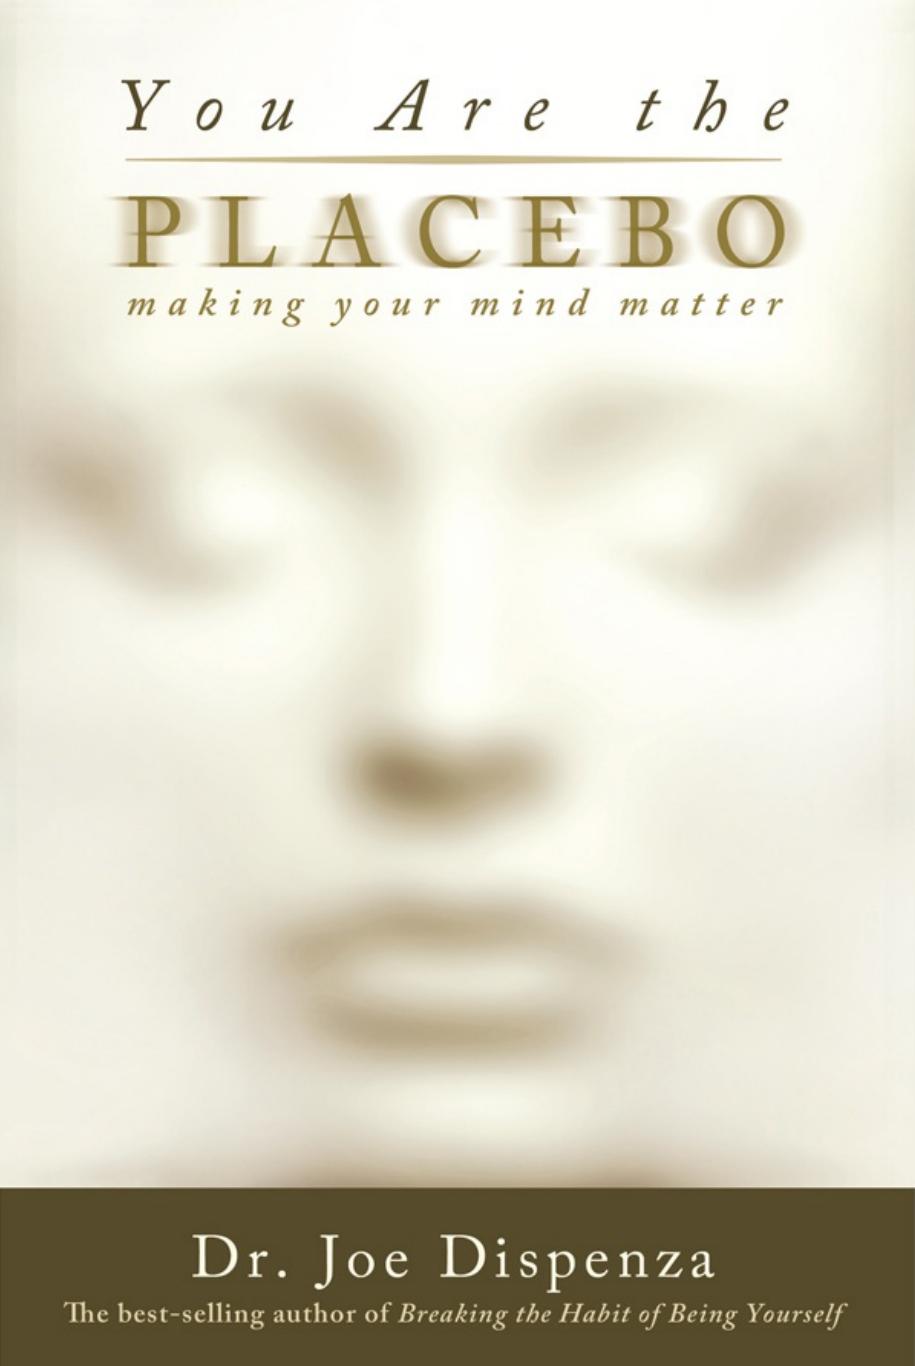 You Are the
PLACEBO
making your mind matter
Dr. Joe Dispenza
The best-selling author of Breaking the Habit of Being Yourself